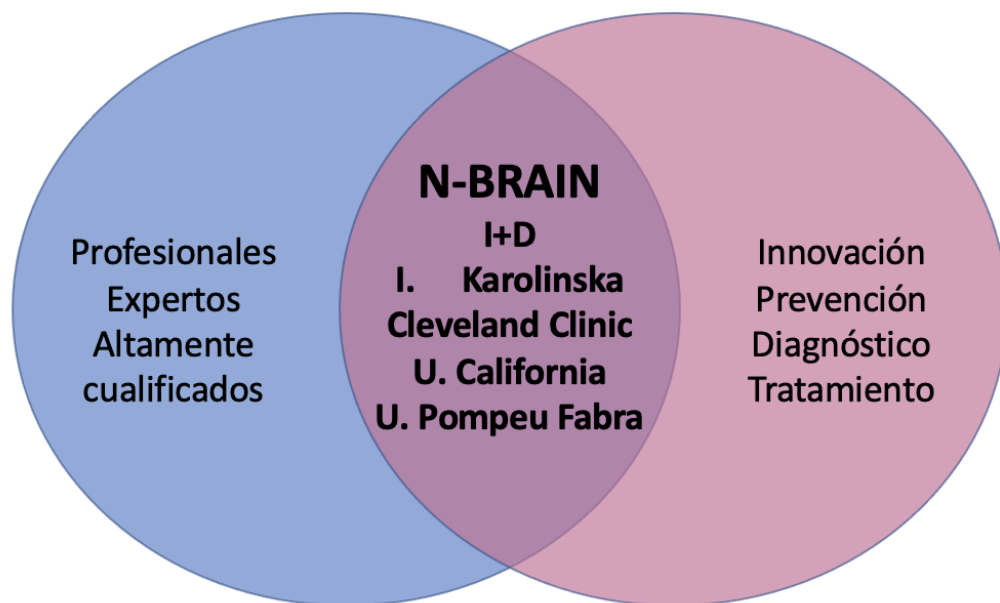 Profesionales
Expertos
Altamente
cualificados
N-BRAIN
I+D
I. Karolinska
Cleveland Clinic
U. California
U. Pompeu Fabra
Innovación
Prevención
Diagnóstico
Tratamiento